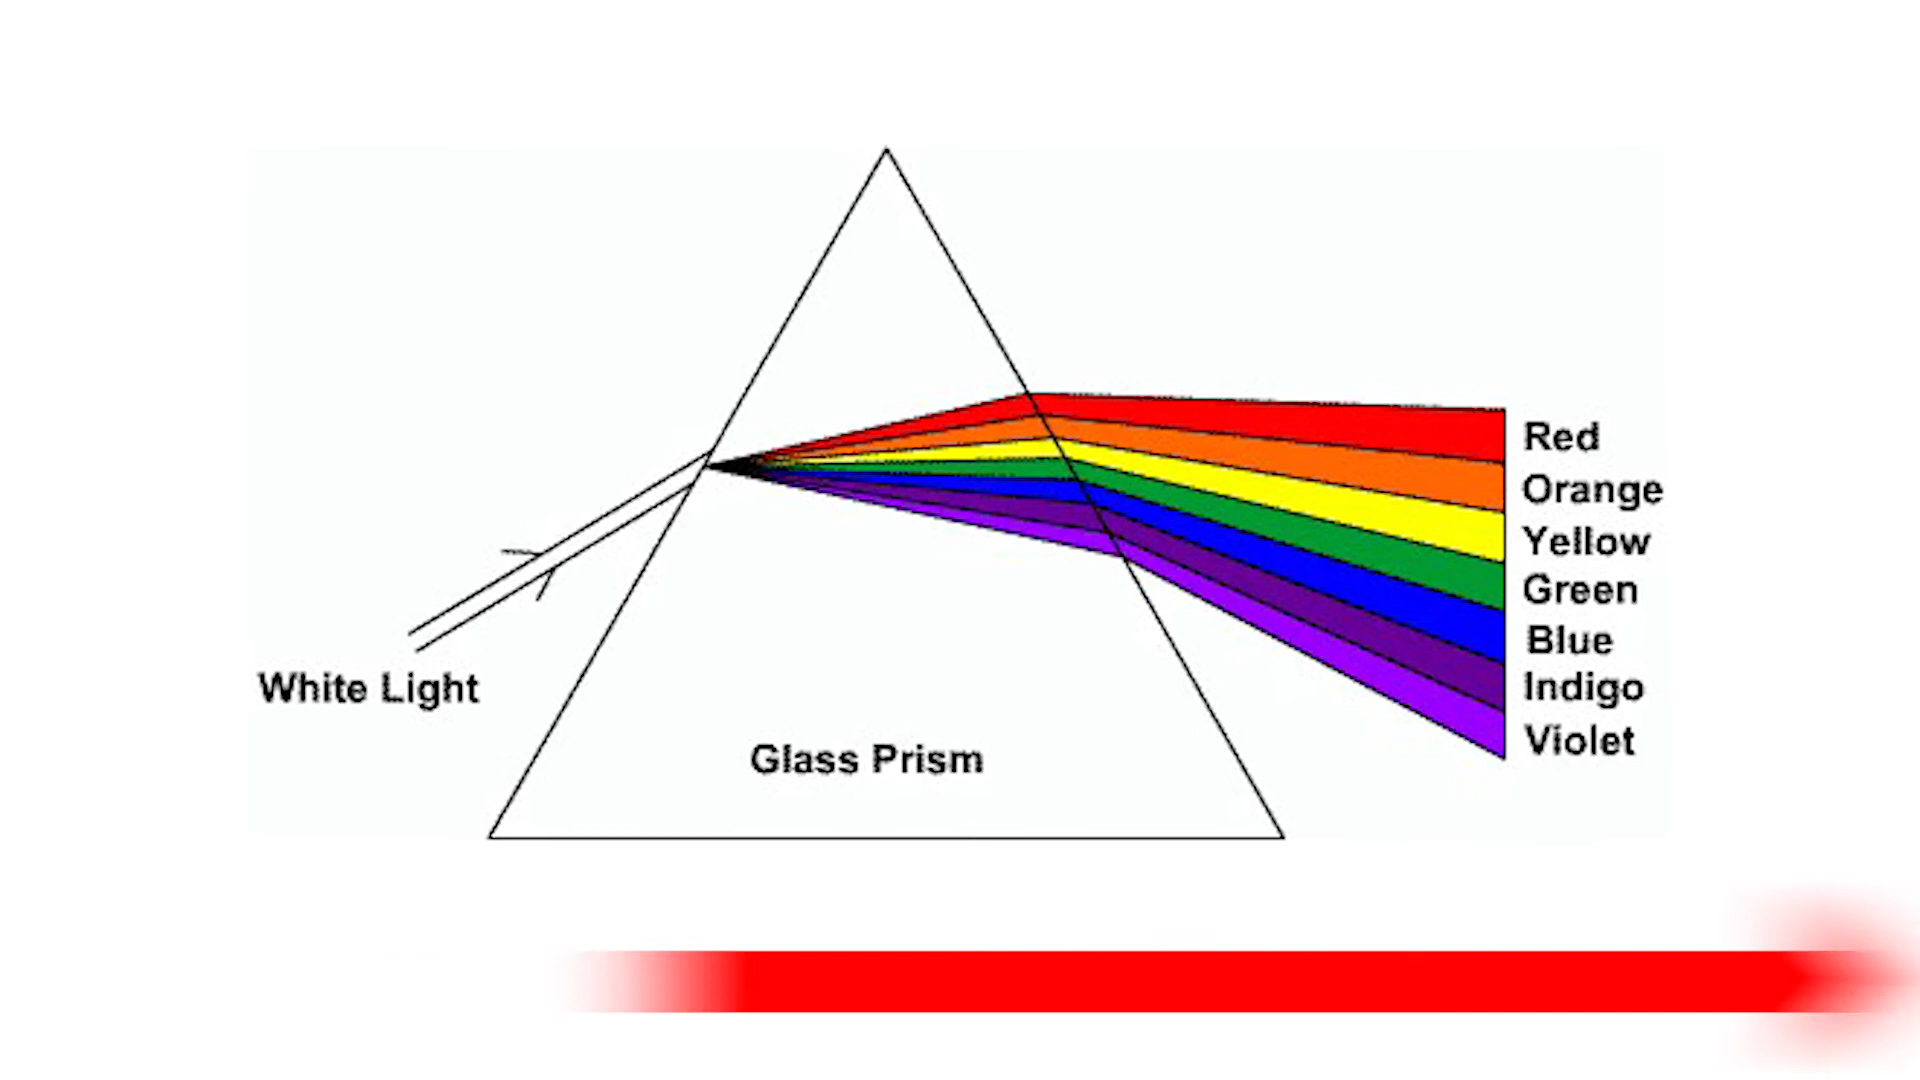 Red
Orange
Yellow
Green
Blue
Indigo
Violet
White Light
Glass Prism